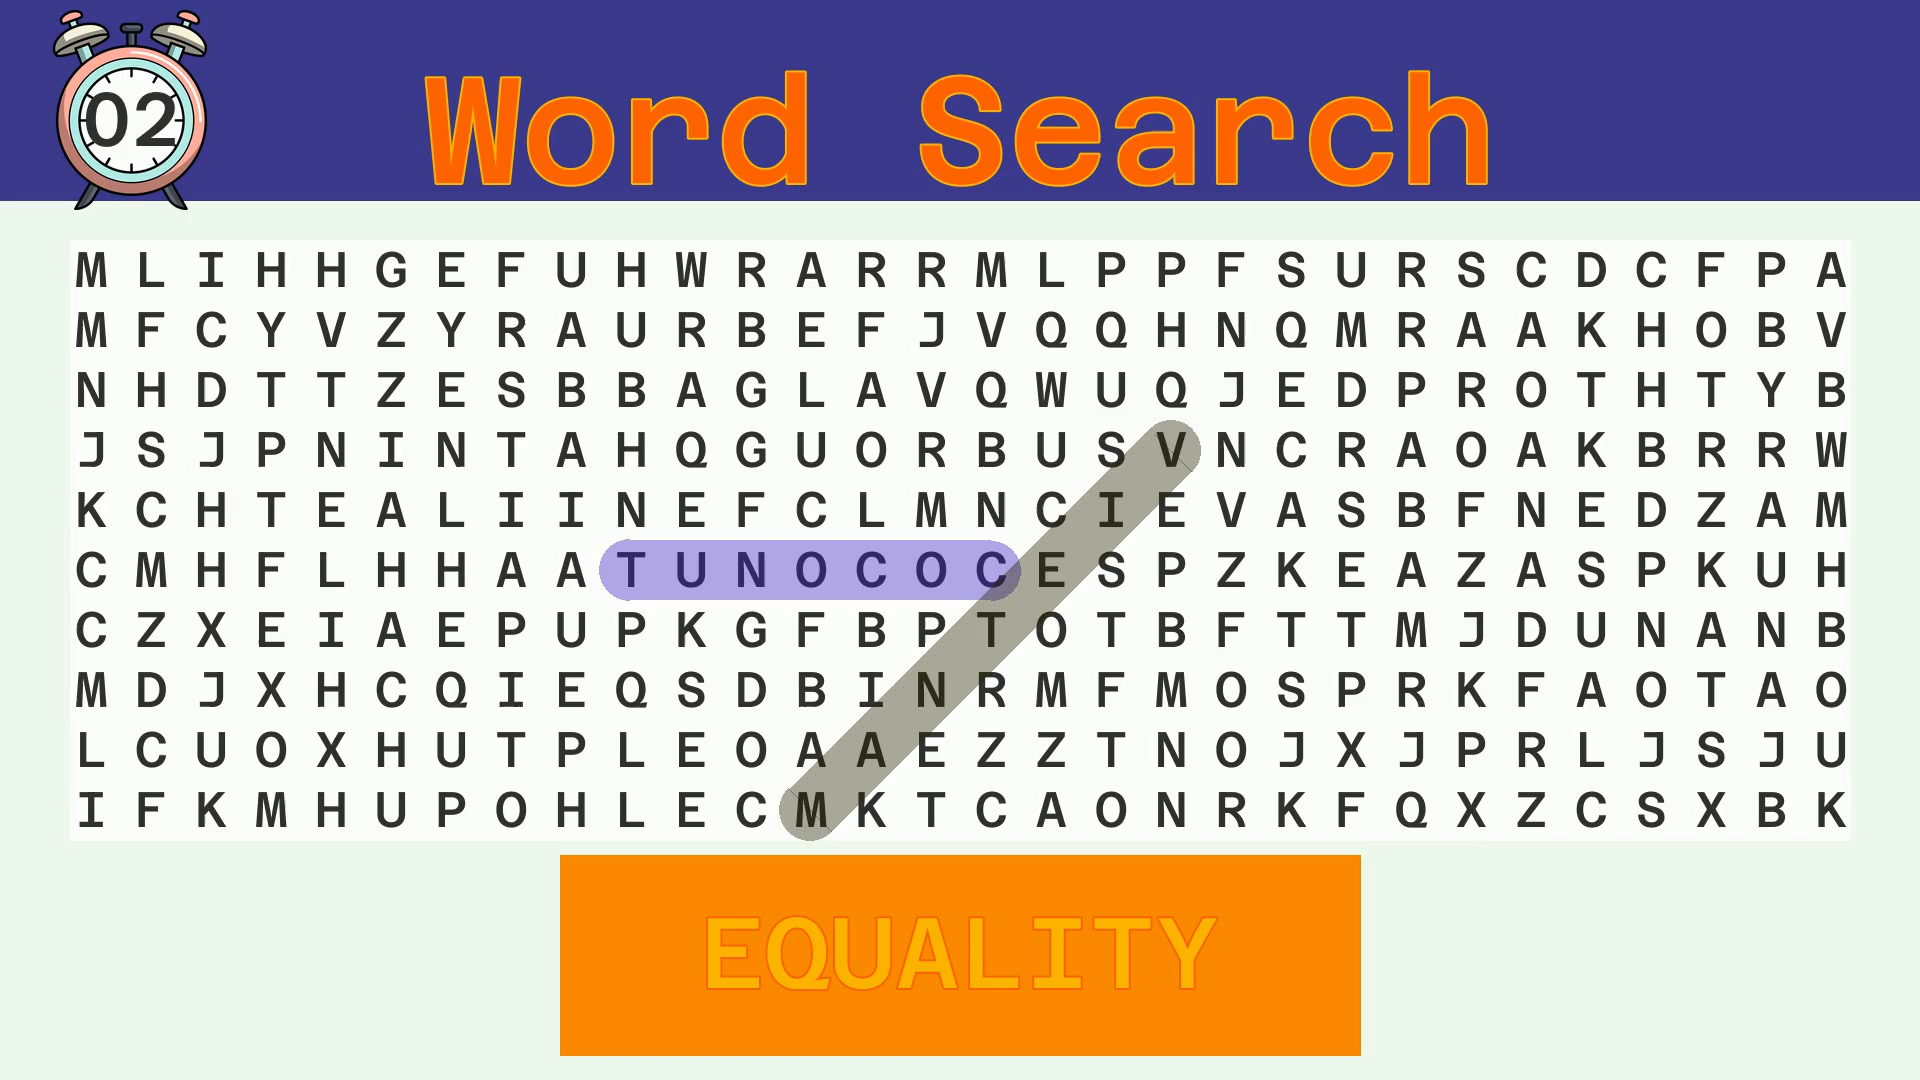 02
Word Search
M L I H H G E F U H W R A R R M L P P F S U R S C D C F P A
M F C Y V Z Y R A U R B E F J V Q Q H N Q M R A A K H O B V
N H D T T Z E S B B A G L A V Q W U Q J E D P R O T H T Y B
J S J P N I N T A H Q G U O R B U S V N C R A O A K B R R W
K C H T E A L I I N E F C L M N C I E V A S B F N E D Z A M
C M H F L H H A A T U N O C O C E S P Z K E A Z A S P K U H
C Z X E I A E P U P K G F B P T O T B F T T M J D U N A N B
M D J X H C Q I E Q S D B I N R M F M O S P R K F A O T A O
L C U O X H U T P L E O A A E Z Z T N O J X J P R L J S J U
I F K M H U P O H L E C M K T C A O N R K F Q X Z C S X B K
EQUALITY